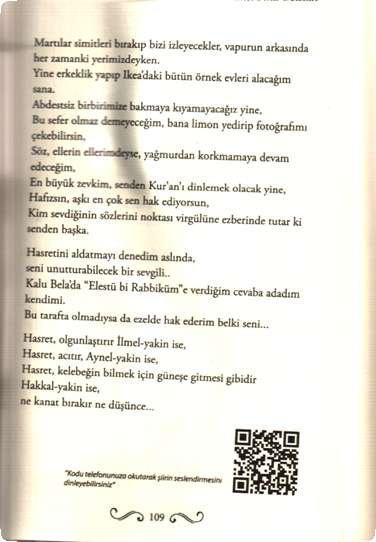 Martılar simitleri bırakıp bizi izleyecekler, vapurun arkasında
her zamanki yerimizdeyken.
Yine erkeklik yapıp Ikea'daki bütün örnek evleri alacağım
sana.
Abdestsiz birbirimize bakmaya kıyamayacağız yine,
Bu sefer olmaz demeyeceğim, bana limon yedirip fotoğrafımı
çekebilirsin,
Söz, ellerin ellerimdeyse, yağmurdan korkmamaya devam
edeceğim,
En büyük zevkim, senden Kur'an'ı dinlemek olacak yine,
Hafızsın, aşkı en çok sen hak ediyorsun,
Kim sevdiğinin sözlerini noktası virgülüne ezberinde tutar ki
senden başka.
Hasretini aldatmayı denedim aslında,
seni unutturabilecek bir sevgili..
Kalu Bela'da "Elestü bi Rabbiküm"e verdiğim cevaba adadım
kendimi.
Bu tarafta olmadıysa da ezelde hak ederim belki seni...
Hasret, olgunlaştırır İlmel-yakin ise,
Hasret, acıtır, Aynel-yakin ise,
Hasret, kelebeğin bilmek için güneşe gitmesi gibidir
Hakkal-yakin ise,
ne kanat bırakır ne düşünce...
"Kodu telefonunuza okutarak şiirin seslendirmesini
dinleyebilirsiniz"
109